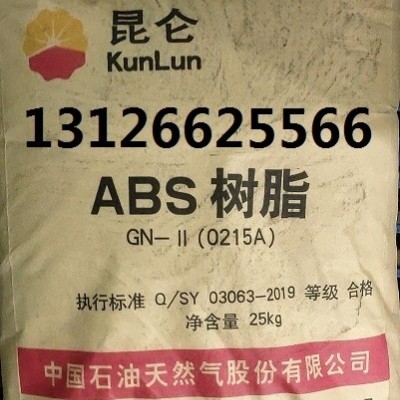 昆仑
KunLun
13126625566
ABS 树脂
GN-II(0215A)
执行标准 Q/SY 03063-2019 等级 合格
净含量 25kg
中国石油天然气股份有限公司